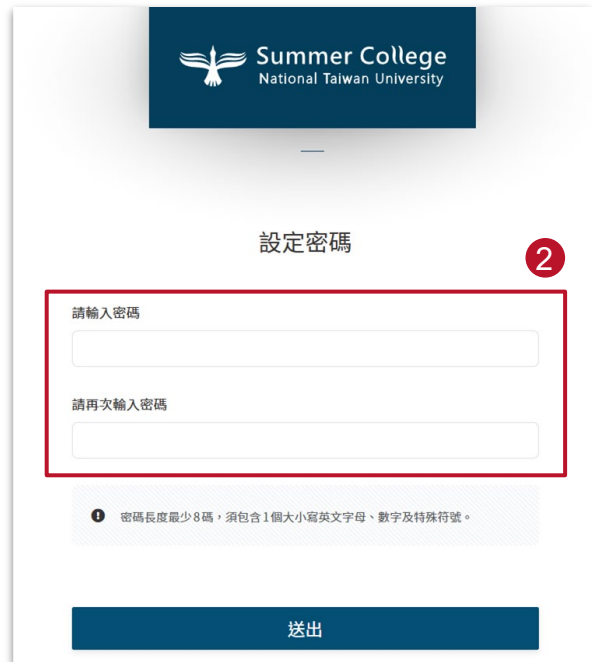 Summer College
National Taiwan University
設定密碼
2
請輸入密碼
請再次輸入密碼
密碼長度最少8碼，須包含1個大小寫英文字母、數字及特殊符號。
送出